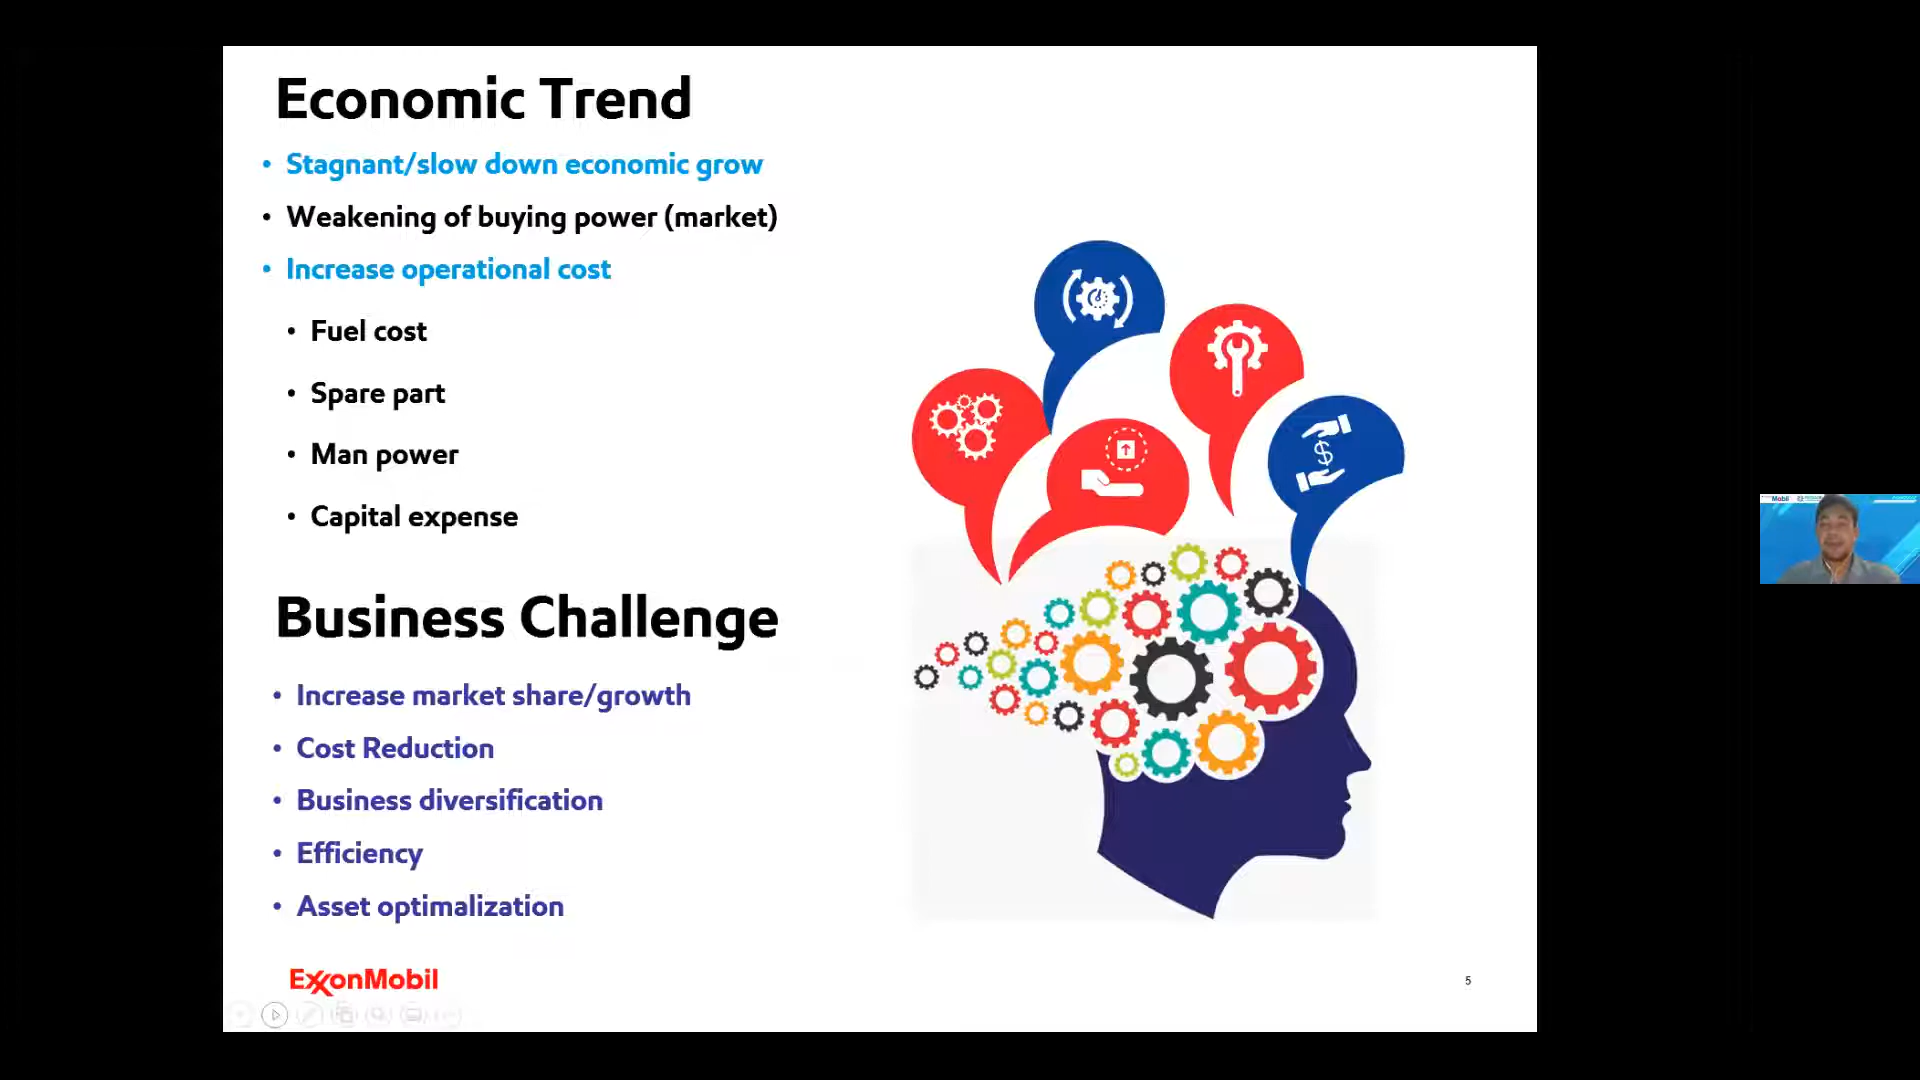 Economic Trend
• Stagnant/slow down economic grow
• Weakening of buying power (market)
• Increase operational cost
• Fuel cost
• Spare part
• Man power
• Capital expense
$
Business Challenge
• Increase market share/growth
• Cost Reduction
• Business diversification
• Efficiency
• Asset optimalization
ExxonMobil
5
Mobil